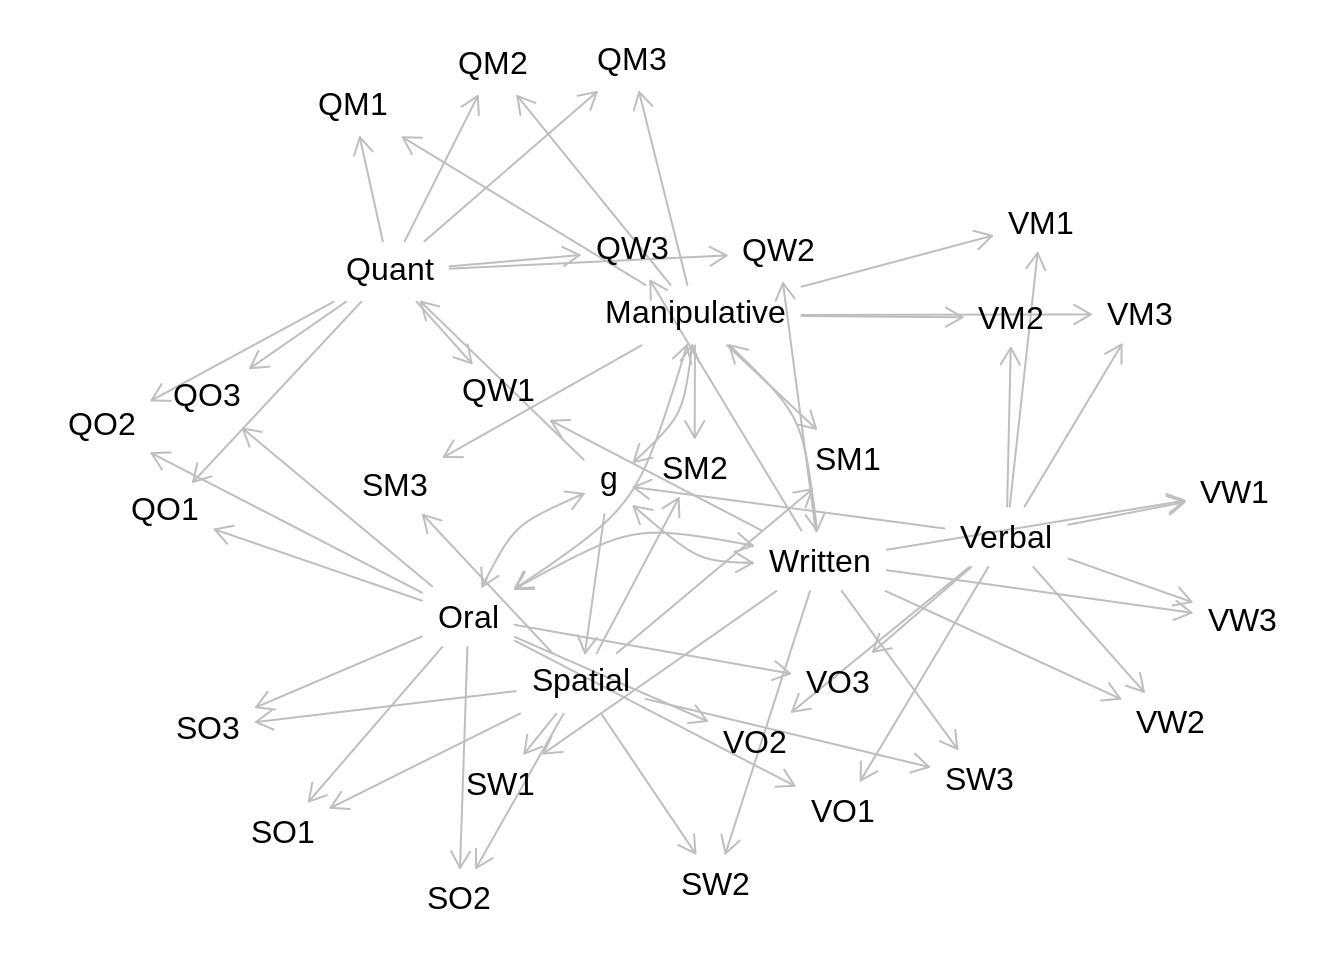 QM3
QM2
QM1
VM1
QW3
QW2
Quant
Manipulative
VM2
VM3
QW1
QO3
QO2
SM1
SM2
g
SM3
VW1
QO1
Verbal
Written
Oral
VW3
Spatial
VO3
VW2
SO3
VO2
SW3
SW1
VO1
SO1
SW2
SO2